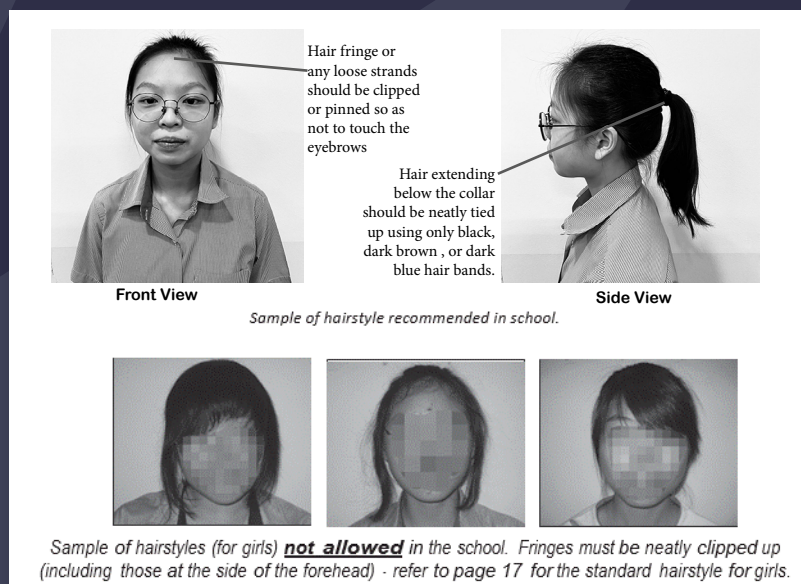 Hair fringe or
any loose strands
should be clipped
or pinned so as
not to touch the
eyebrows
Hair extending
below the collar
should be neatly tied
up using only black,
dark brown , or dark
blue hair bands.
Front View
Side View
Sample of hairstyle recommended in school.
Sample of hairstyles (for girls) not allowed in the school. Fringes must be neatly clipped up
(including those at the side of the forehead) - refer to page 17 for the standard hairstyle for girls.